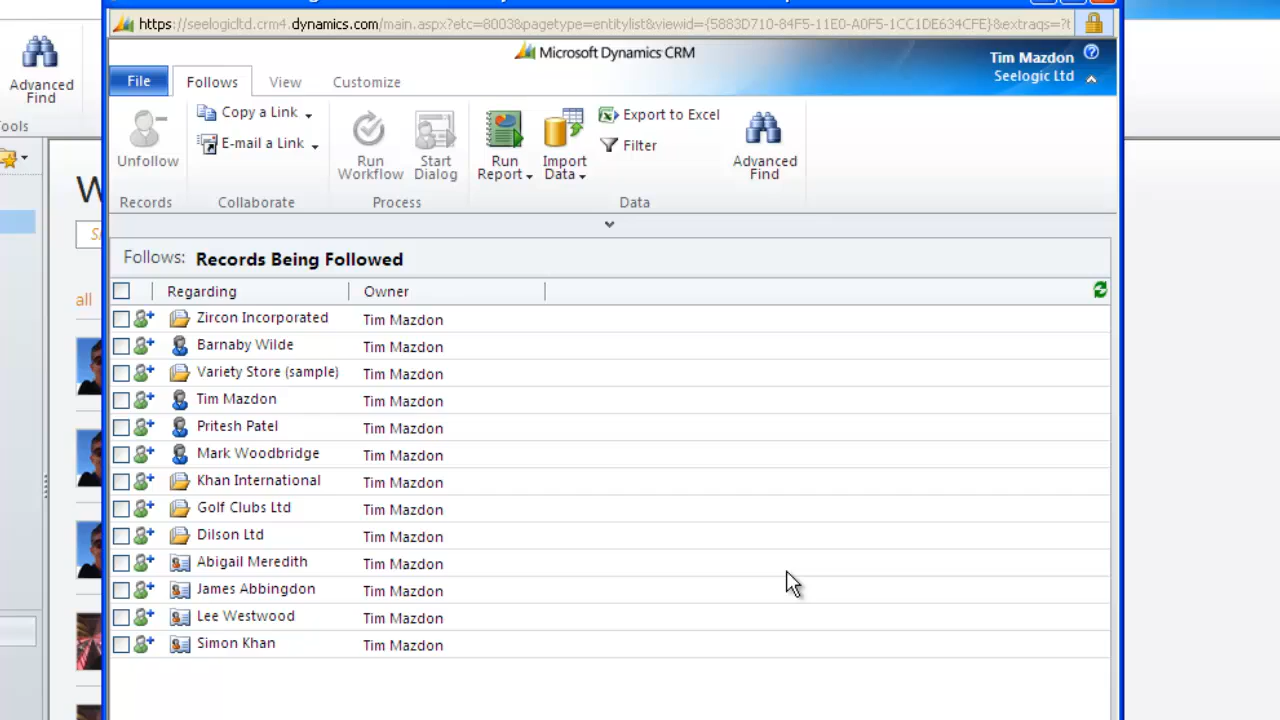 https://seelogicltd.crm4.dynamics.com/main.aspx?etc=8003&pagetype=entitylist&viewid={5883D710-84F5-11E0-A0F5-1CC1DE634CFE}&extraqs=?t
Microsoft Dynamics CRM
Tim Mazdon
Seelogic Ltd
File
Follows
View
Customize
Advanced
Find
Unfollow
Copy a Link
E-mail a Link
Run
Workflow
Start
Dialog
Run
Report
Import
Data
Export to Excel
Filter
Advanced
Find
Records
Collaborate
Process
Data
ools
W
S
all
Follows: Records Being Followed
Regarding Owner
Zircon Incorporated Tim Mazdon
Barnaby Wilde Tim Mazdon
Variety Store (sample) Tim Mazdon
Tim Mazdon Tim Mazdon
Pritesh Patel Tim Mazdon
Mark Woodbridge Tim Mazdon
Khan International Tim Mazdon
Golf Clubs Ltd Tim Mazdon
Dilson Ltd Tim Mazdon
Abigail Meredith Tim Mazdon
James Abbingdon Tim Mazdon
Lee Westwood Tim Mazdon
Simon Khan Tim Mazdon